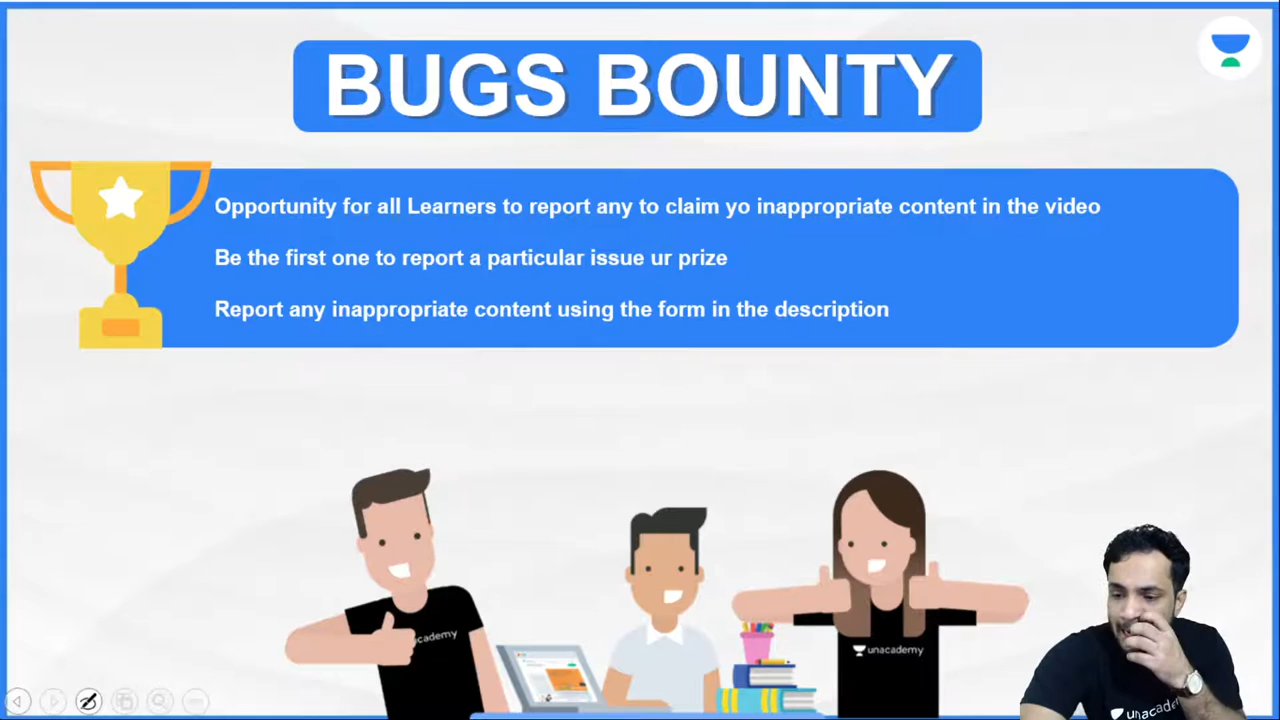 BUGS BOUNTY
Opportunity for all Learners to report any to claim yo inappropriate content in the video
Be the first one to report a particular issue ur prize
Report any inappropriate content using the form in the description
unacademy